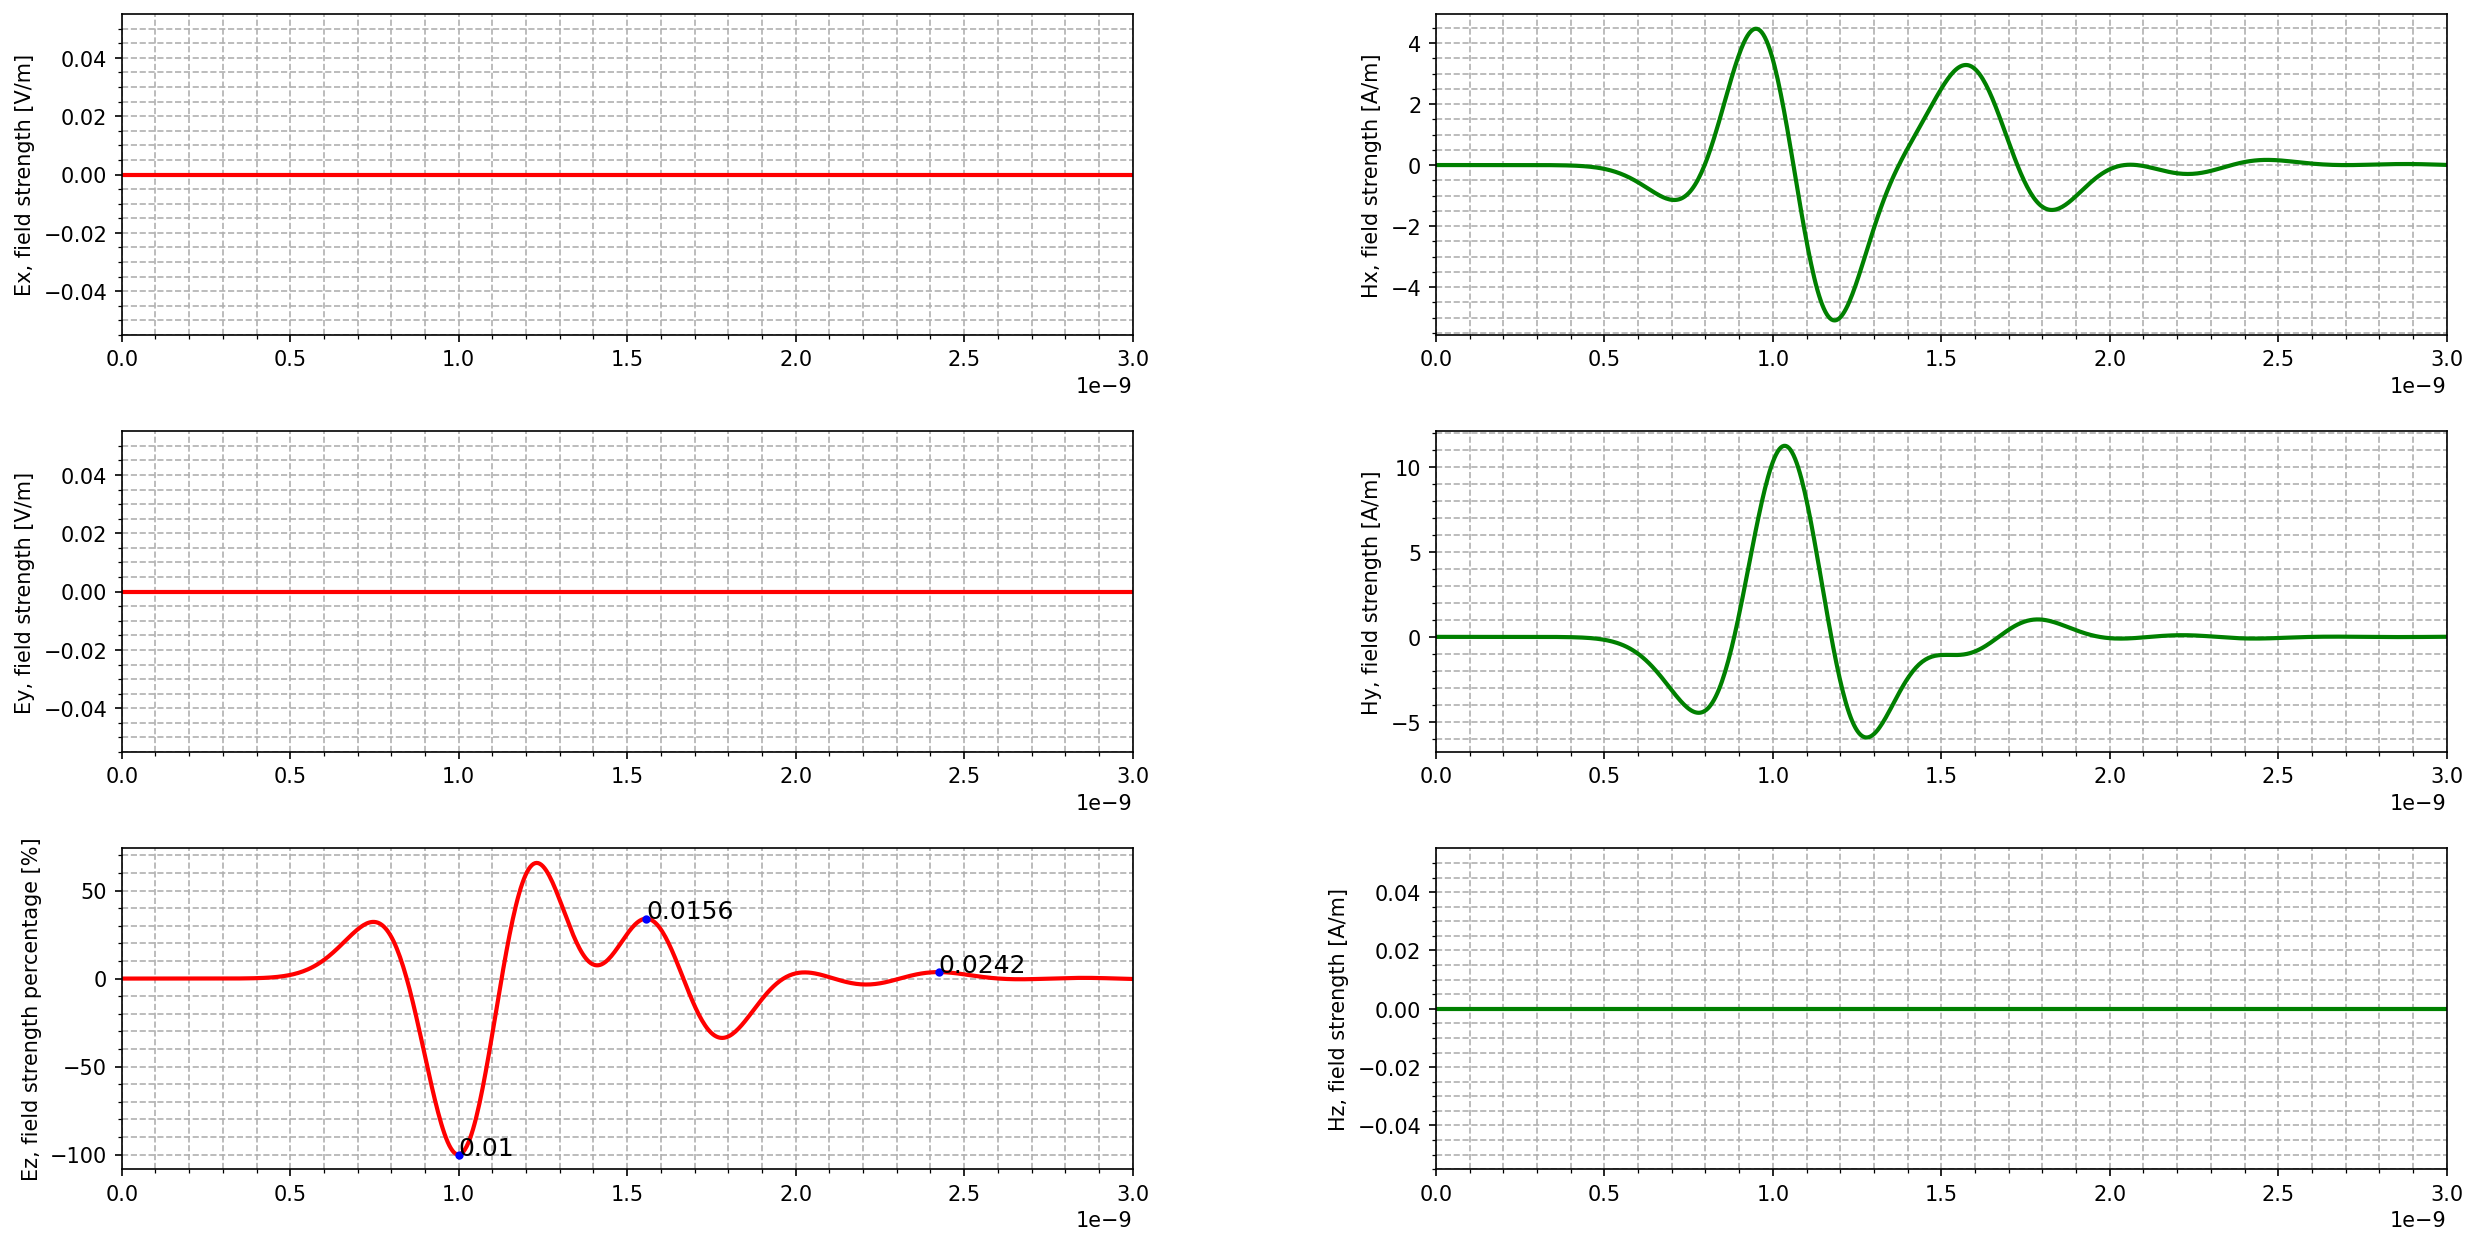 Ex, field strength [V/m]
0.04
0.02
0.00
−0.02
−0.04
0.0 0.5 1.0 1.5 2.0 2.5 3.0
1e−9
Hx, field strength [A/m]
4
2
0
−2
−4
0.0 0.5 1.0 1.5 2.0 2.5 3.0
1e−9
Ey, field strength [V/m]
0.04
0.02
0.00
−0.02
−0.04
0.0 0.5 1.0 1.5 2.0 2.5 3.0
1e−9
Hy, field strength [A/m]
10
5
0
−5
0.0 0.5 1.0 1.5 2.0 2.5 3.0
1e−9
Ez, field strength percentage [%]
50
0
−50
−100
0.0156
0.0242
0.01
0.0 0.5 1.0 1.5 2.0 2.5 3.0
1e−9
Hz, field strength [A/m]
0.04
0.02
0.00
−0.02
−0.04
0.0 0.5 1.0 1.5 2.0 2.5 3.0
1e−9